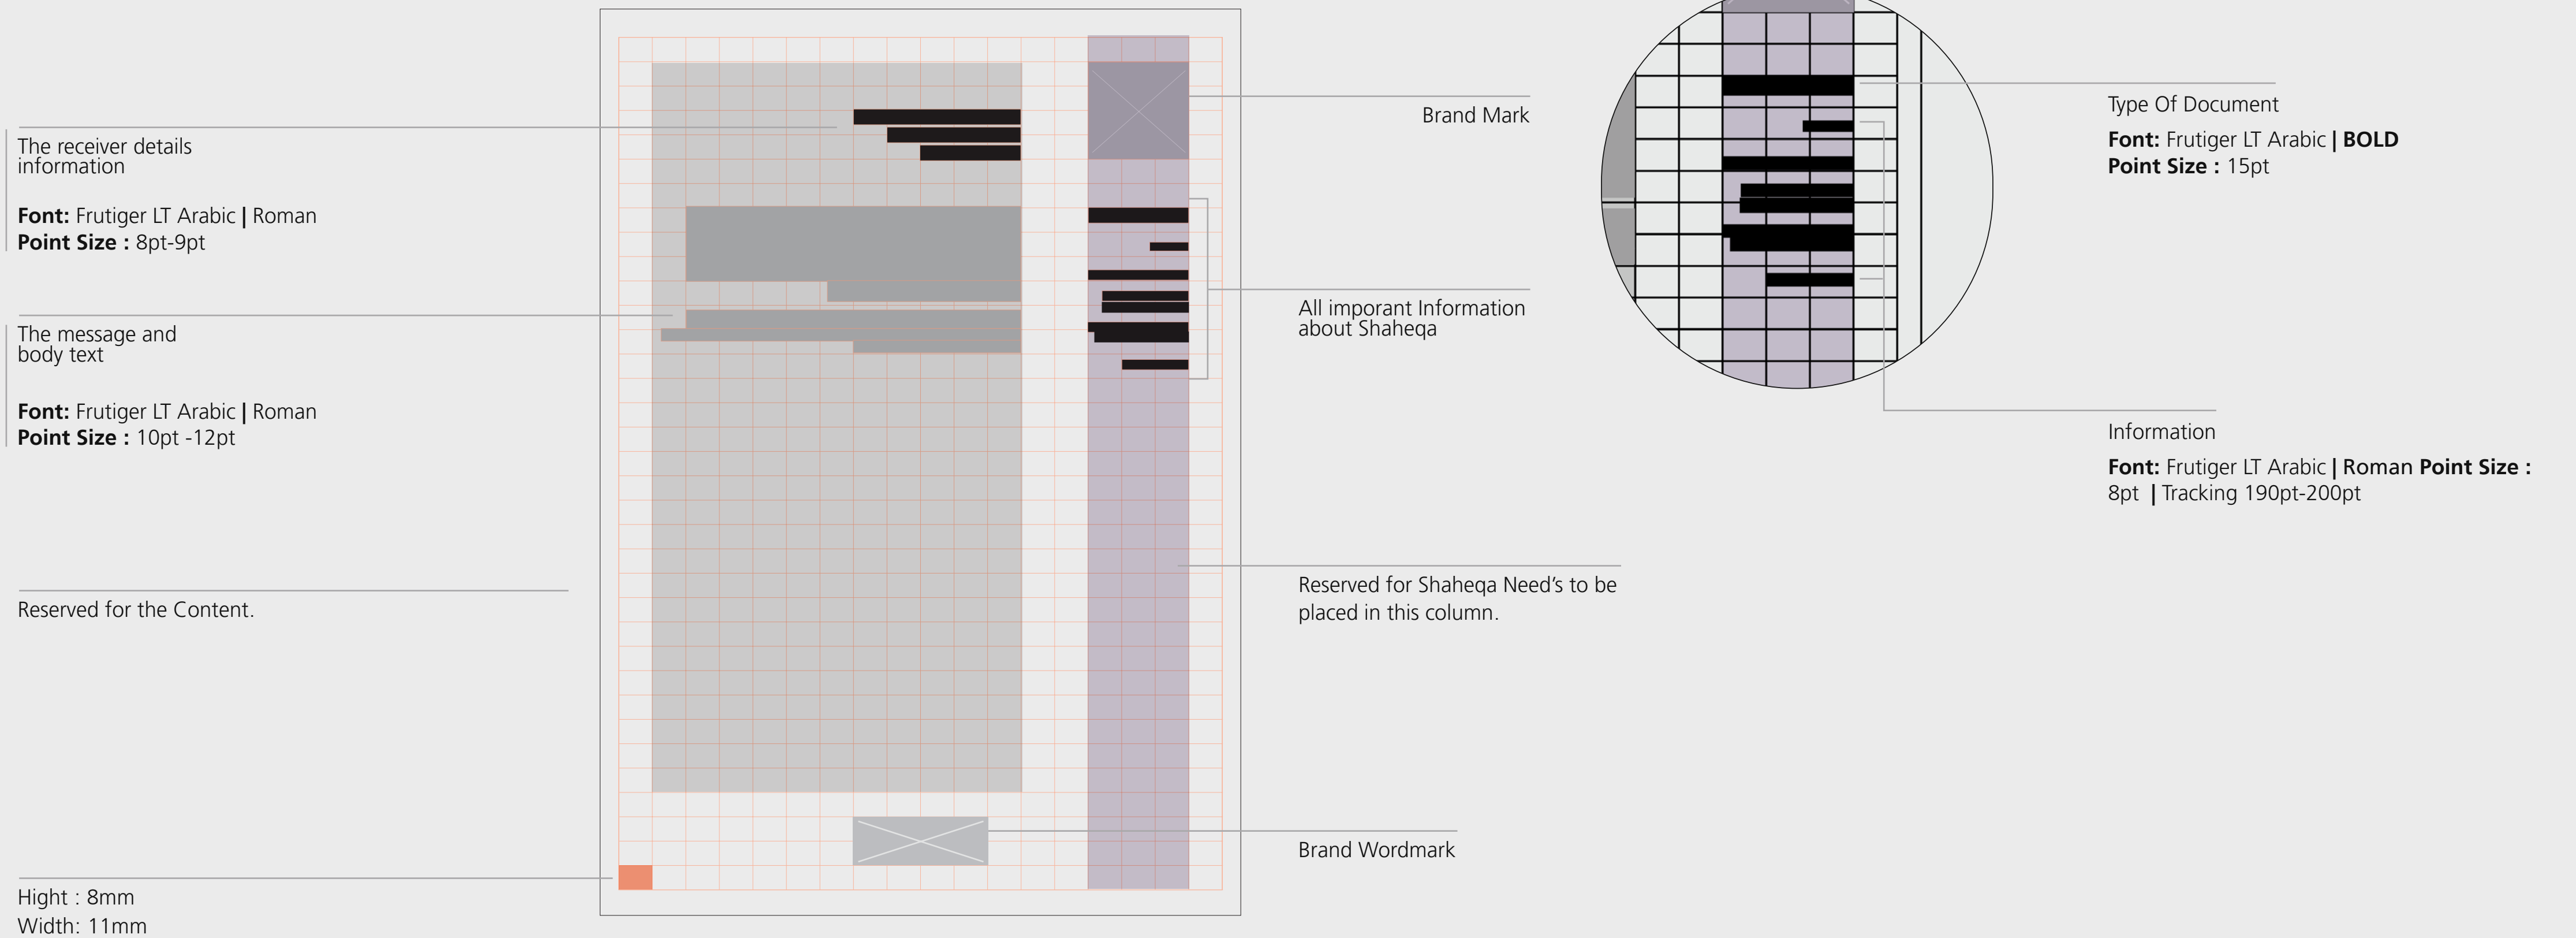 The receiver details
information
Font: Frutiger LT Arabic | Roman
Point Size : 8pt-9pt
The message and
body text
Font: Frutiger LT Arabic | Roman
Point Size : 10pt -12pt
Reserved for the Content.
Hight : 8mm
Width: 11mm
Brand Mark
All imporant Information
about Shaheqa
Reserved for Shaheqa Need’s to be
placed in this column.
Brand Wordmark
Type Of Document
Font: Frutiger LT Arabic | BOLD
Point Size : 15pt
Information
Font: Frutiger LT Arabic | Roman Point Size :
8pt | Tracking 190pt-200pt